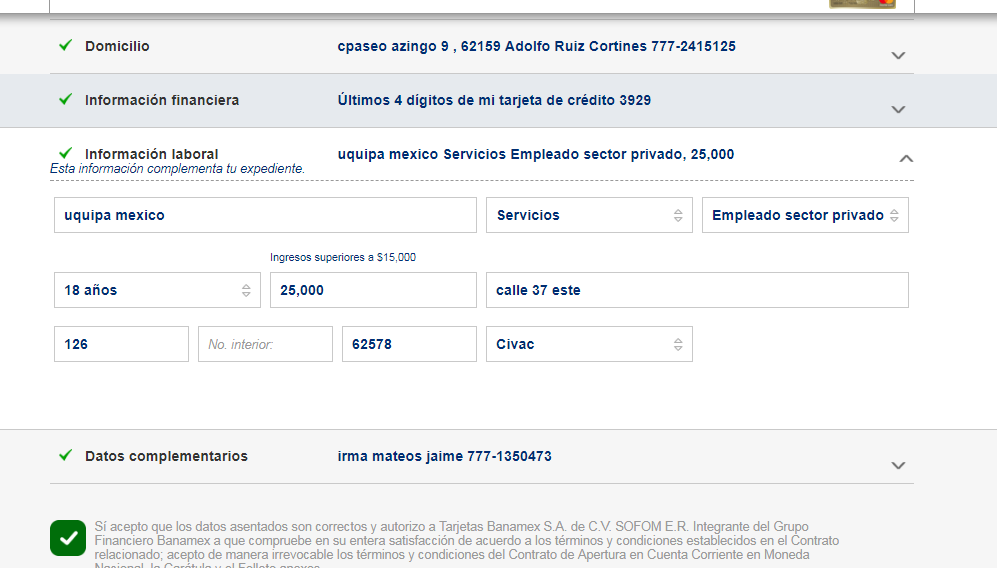 Domicilio cpaseo azingo 9 , 62159 Adolfo Ruiz Cortines 777-2415125
Información financiera Últimos 4 dígitos de mi tarjeta de crédito 3929
Información laboral uquipa mexico Servicios Empleado sector privado, 25,000
Esta información complementa tu expediente.
uquipa mexico Servicios Empleado sector privado
Ingresos superiores a $15,000
18 años 25,000 calle 37 este
126 No. interior: 62578 Civac
Datos complementarios irma mateos jaime 777-1350473
Sí acepto que los datos asentados son correctos y autorizo a Tarjetas Banamex S.A. de C.V. SOFOM E.R. Integrante del Grupo
Financiero Banamex a que compruebe en su entera satisfacción de acuerdo a los términos y condiciones establecidos en el Contrato
relacionado; acepto de manera irrevocable los términos y condiciones del Contrato de Apertura en Cuenta Corriente en Moneda
Nacional, la Carátula y el Folleto anexos